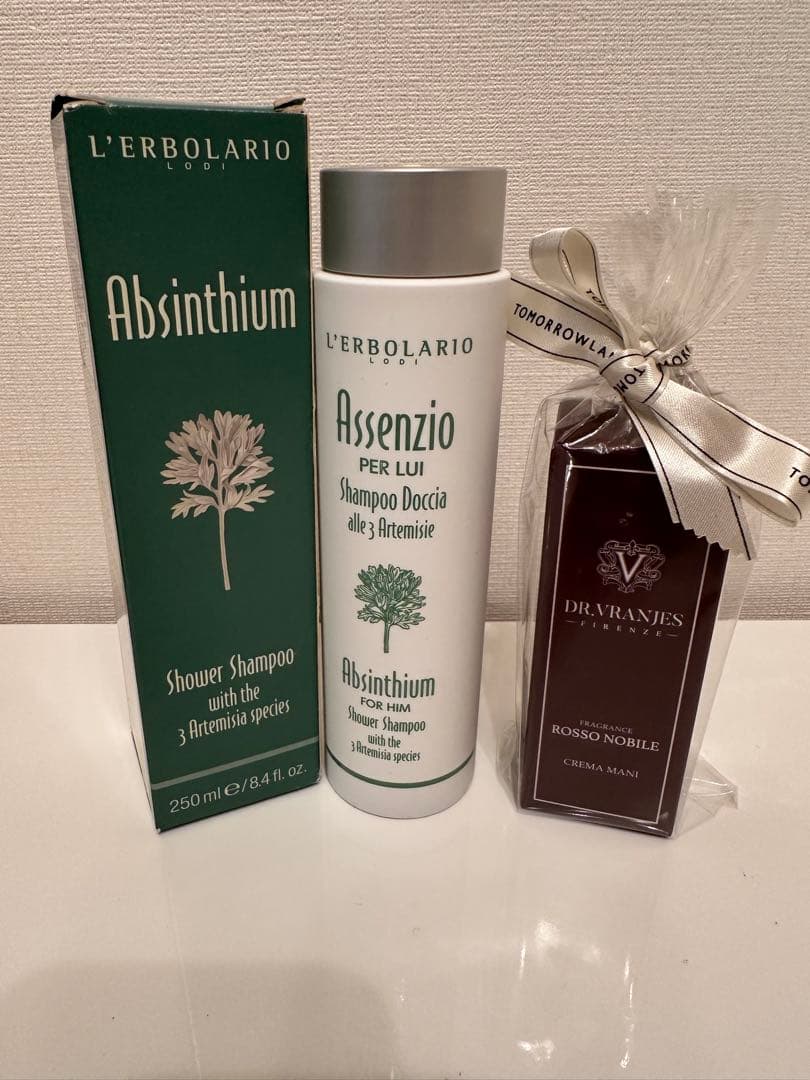 L'ERBOLARIO
LODI
Absinthium
Shower Shampoo
with the
3 Artemisia species
250 ml e / 8.4 fl. oz.
L'ERBOLARIO
LODI
Assenzio
PER LUI
Shampoo Doccia
alle 3 Artemisie
Absinthium
FOR HIM
Shower Shampoo
with the
3 Artemisia species
TOMORROWLA
TOM
V
DR. VRANJES
FIRENZE
FRAGRANCE
ROSSO NOBILE
CREMA MANI